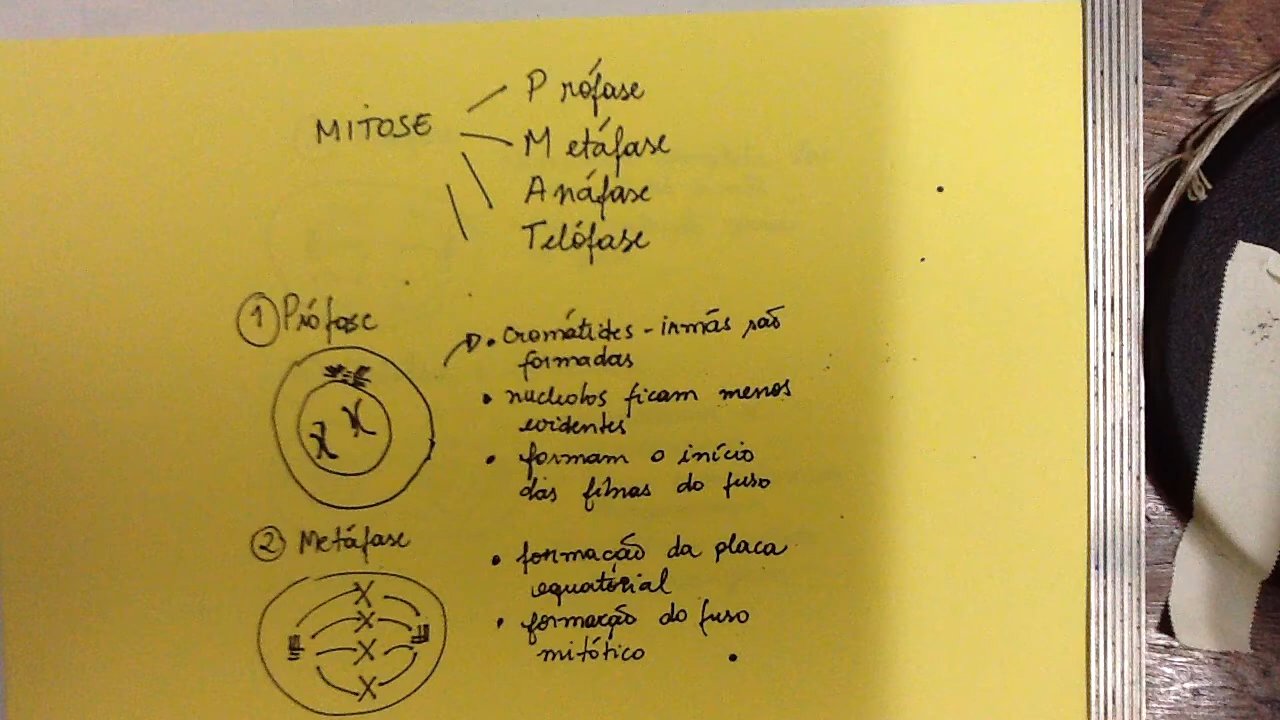 MITOSE
Prófase
Metáfase
Anáfase
Telófase
① Prófase
• Cromátides-irmãs são
formadas
• nucleolos ficam menos
evidentes
• formam o início
das fibras do fuso
② Metáfase
• formação da placa
equatorial
• formação do fuso
mitótico